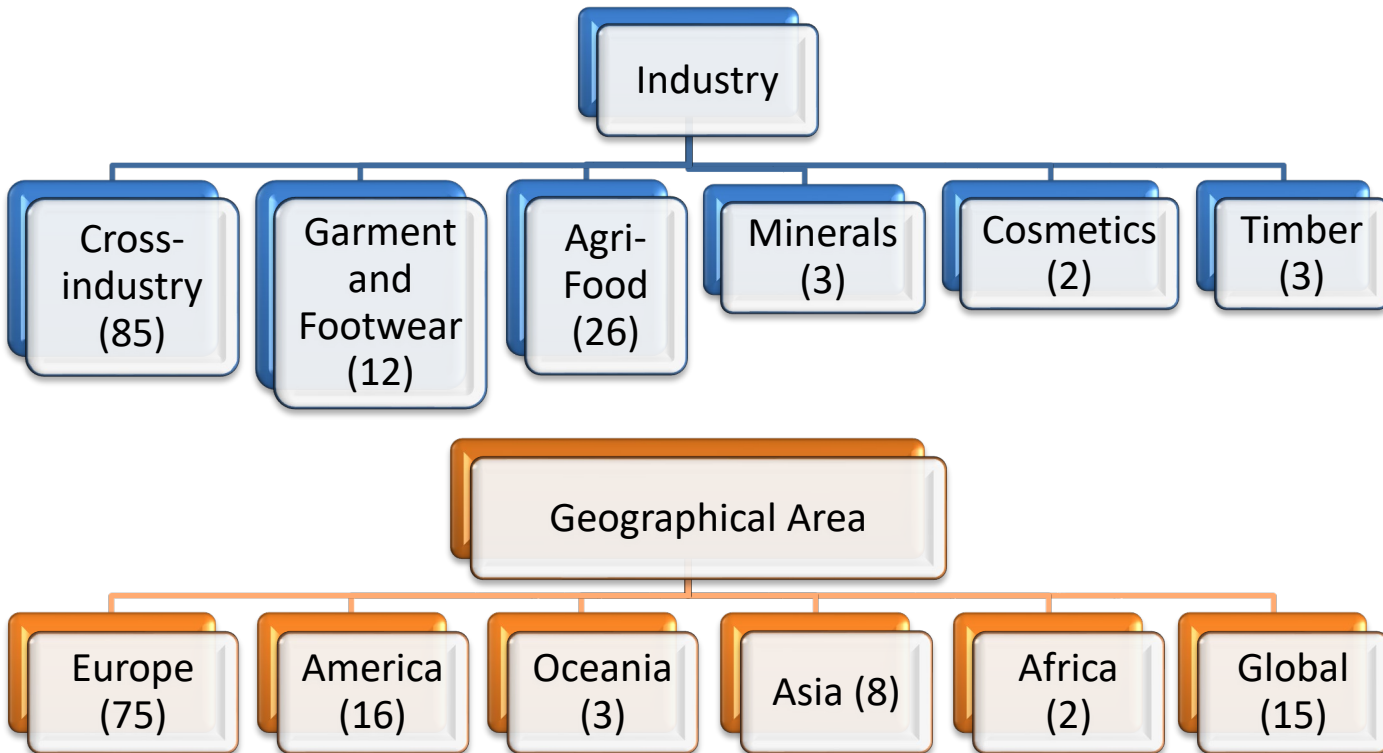 Industry
Cross-
industry
(85)
Garment
and
Footwear
(12)
Agri-
Food
(26)
Minerals
(3)
Cosmetics
(2)
Timber
(3)
Geographical Area
Europe
(75)
America
(16)
Oceania
(3)
Asia (8)
Africa
(2)
Global
(15)